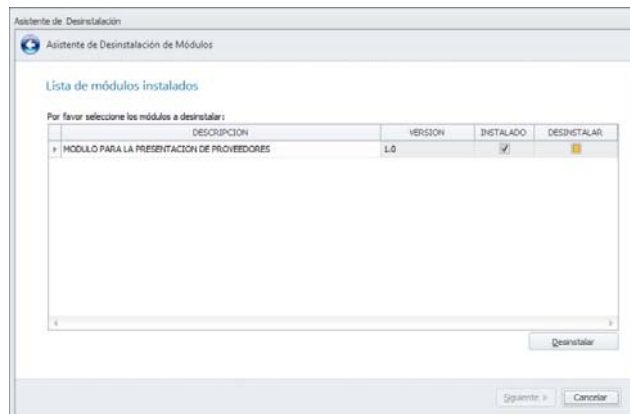 Asistente de Desinstalación
Asistente de Desinstalación de Módulos
Lista de módulos instalados
Por favor seleccione los módulos a desinstalar:
DESCRIPCION VERSION INSTALADO DESINSTALAR
MODULO PARA LA PRESENTACION DE PROVEEDORES 1.0
Desinstalar
Siguiente > Cancelar